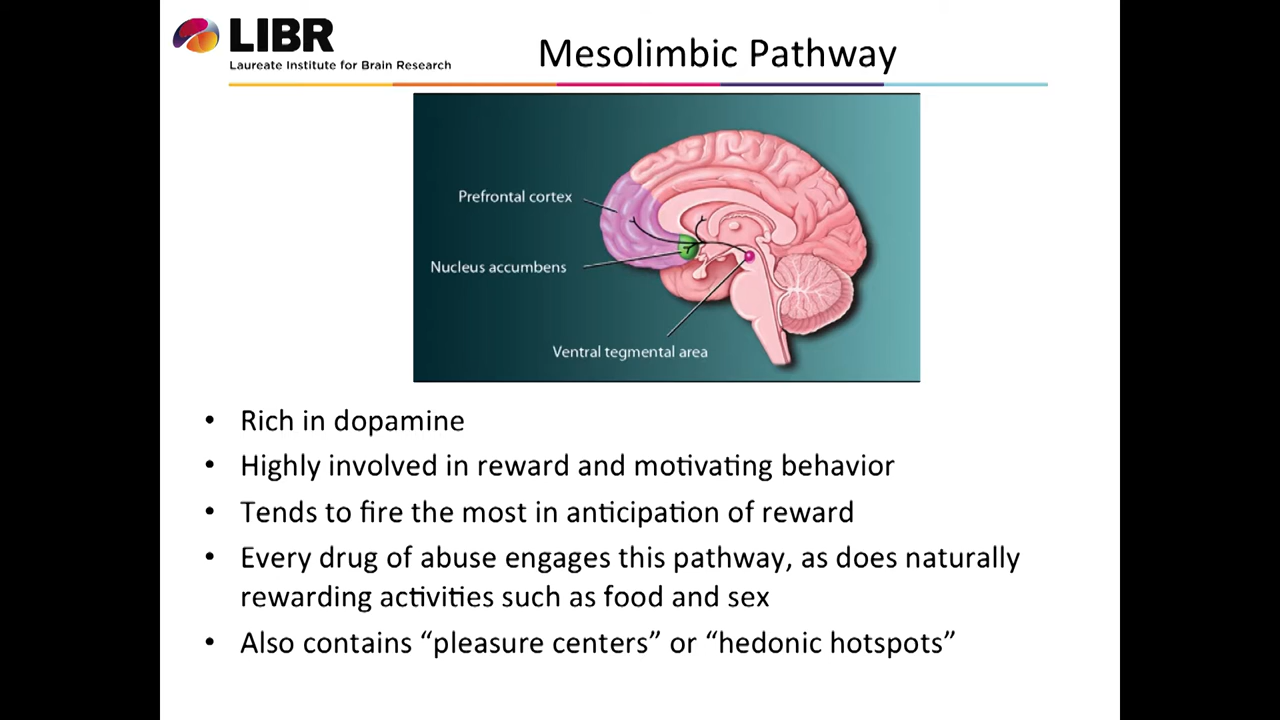 LIBR
Laureate Institute for Brain Research
Mesolimbic Pathway
Prefrontal cortex
Nucleus accumbens
Ventral tegmental area
• Rich in dopamine
• Highly involved in reward and motivating behavior
• Tends to fire the most in anticipation of reward
• Every drug of abuse engages this pathway, as does naturally
rewarding activities such as food and sex
• Also contains “pleasure centers” or “hedonic hotspots”